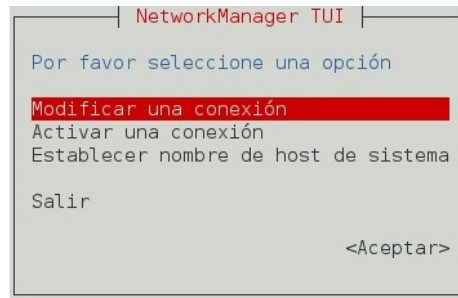 NetworkManager TUI
Por favor seleccione una opción
Modificar una conexión
Activar una conexión
Establecer nombre de host de sistema
Salir
<Aceptar>